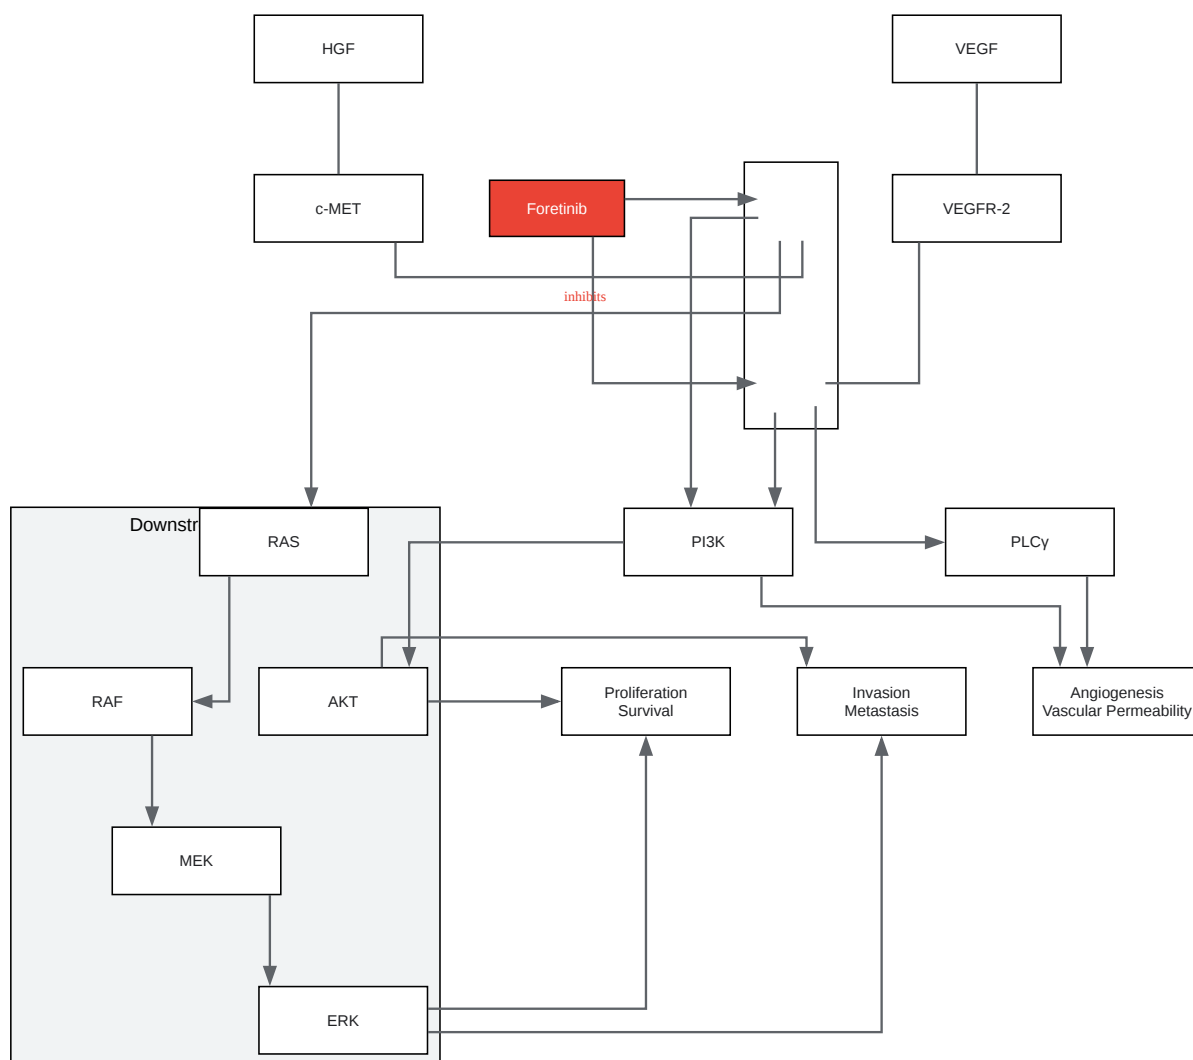 HGF
VEGF
c-MET
Foretinib
VEGFR-2
inhibits
Downstr
RAS
PI3K
PLCγ
RAF
AKT
Proliferation
Survival
Invasion
Metastasis
Angiogenesis
Vascular Permeability
MEK
ERK